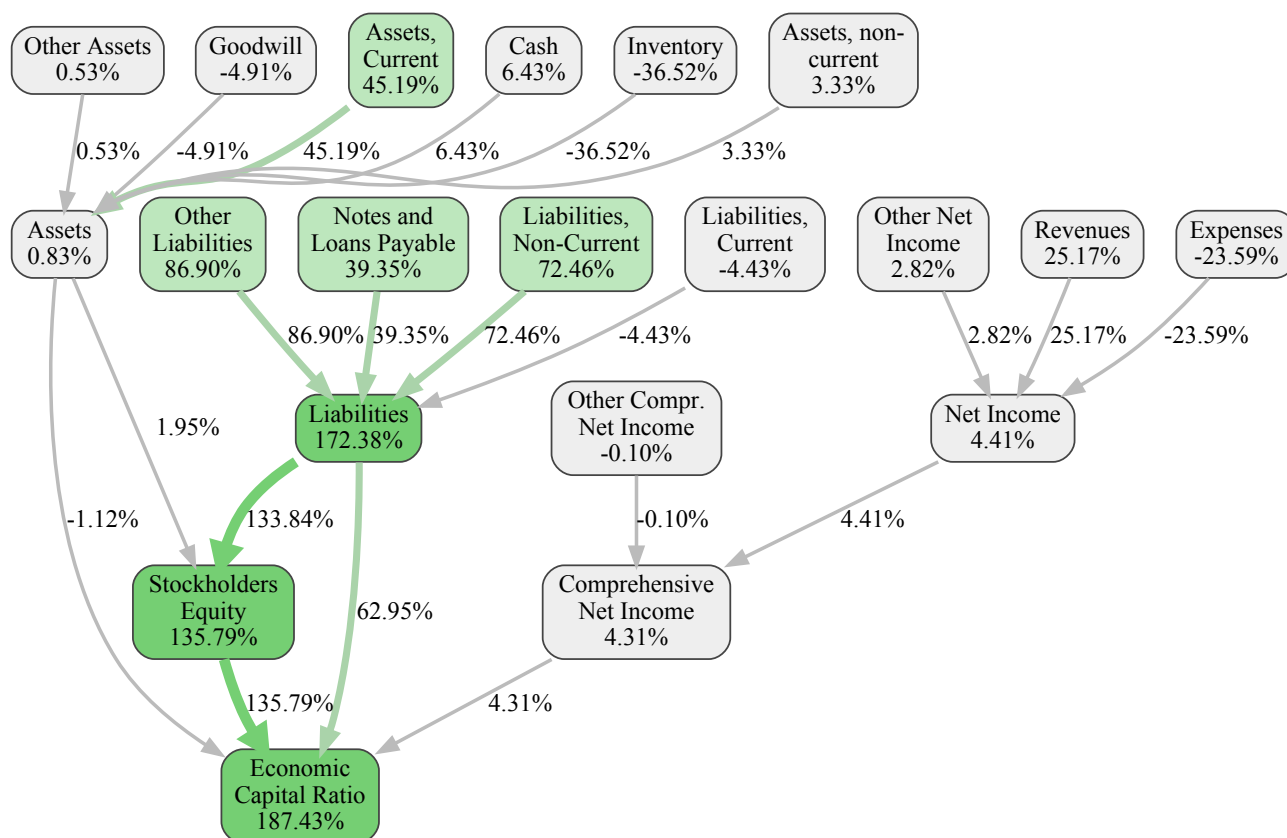 Other Assets
0.53%
Goodwill
-4.91%
Assets,
Current
45.19%
Cash
6.43%
Inventory
-36.52%
Assets, non-
current
3.33%
0.53%
-4.91%
45.19%
6.43%
-36.52%
3.33%
Assets
0.83%
Other
Liabilities
86.90%
Notes and
Loans Payable
39.35%
Liabilities,
Non-Current
72.46%
Liabilities,
Current
-4.43%
Other Net
Income
2.82%
Revenues
25.17%
Expenses
-23.59%
86.90%
39.35%
72.46%
-4.43%
2.82%
25.17%
-23.59%
Liabilities
172.38%
Other Compr.
Net Income
-0.10%
Net Income
4.41%
1.95%
-1.12%
133.84%
-0.10%
4.41%
Stockholders
Equity
135.79%
62.95%
Comprehensive
Net Income
4.31%
135.79%
4.31%
Economic
Capital Ratio
187.43%